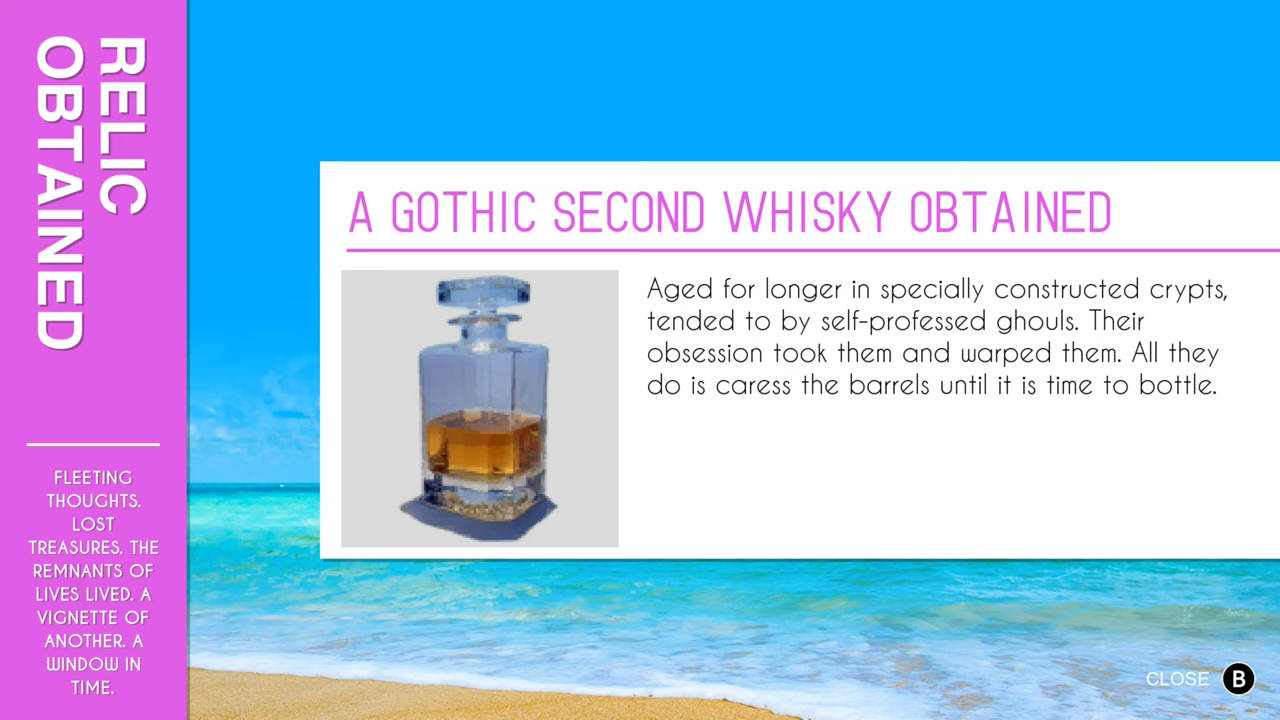 RELIC
OBTAINED
FLEETING
THOUGHTS.
LOST
TREASURES. THE
REMNANTS OF
LIVES LIVED. A
VIGNETTE OF
ANOTHER. A
WINDOW IN
TIME.
A GOTHIC SECOND WHISKY OBTAINED
Aged for longer in specially constructed crypts,
tended to by self-professed ghouls. Their
obsession took them and warped them. All they
do is caress the barrels until it is time to bottle.
CLOSE B